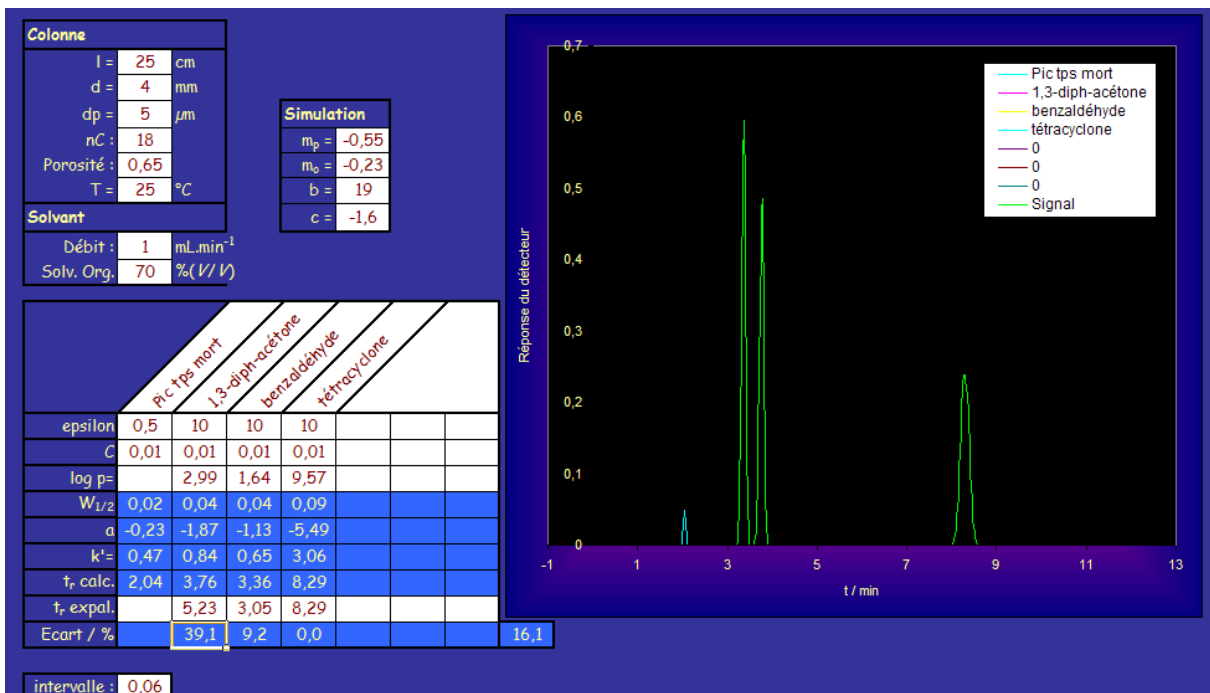 Colonne
l = 25 cm
d = 4 mm
dp = 5 µm
nC : 18
Porosité : 0,65
T = 25 °C
Solvant
Débit : 1 mL.min⁻¹
Solv. Org. 70 %(V/V)
Simulation
mₚ = -0,55
mₒ = -0,23
b = 19
c = -1,6
Pic tps mort
1,3-diph-acétone
benzaldéhyde
tétracyclone
epsilon 0,5 10 10 10
C 0,01 0,01 0,01 0,01
log p= 2,99 1,64 9,57
W1/2 0,02 0,04 0,04 0,09
a -0,23 -1,87 -1,13 -5,49
k'= 0,47 0,84 0,65 3,06
tᵣ calc. 2,04 3,76 3,36 8,29
tᵣ expal. 5,23 3,05 8,29
Ecart / % 39,1 9,2 0,0 16,1
intervalle : 0,06
Réponse du détecteur
0,7
0,6
0,5
0,4
0,3
0,2
0,1
0
-1 1 3 5 7 9 11 13
t / min
Pic tps mort
1,3-diph-acétone
benzaldéhyde
tétracyclone
0
0
0
Signal